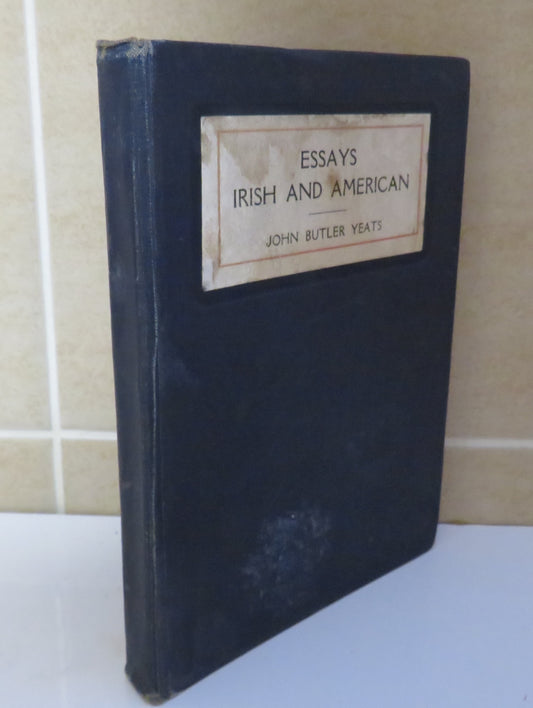 ESSAYS
IRISH AND AMERICAN
JOHN BUTLER YEATS